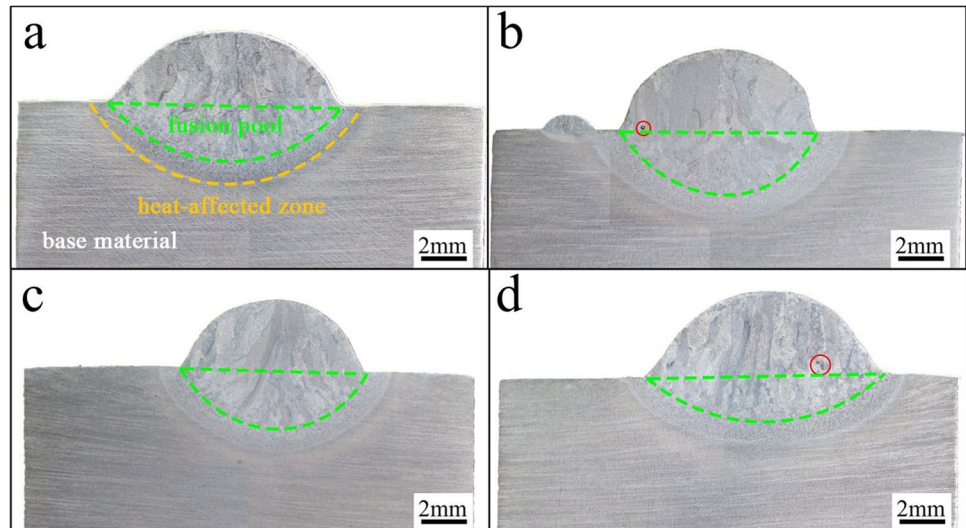 a
fusion pool
heat-affected zone
base material
2mm
b
2mm
c
2mm
d
2mm